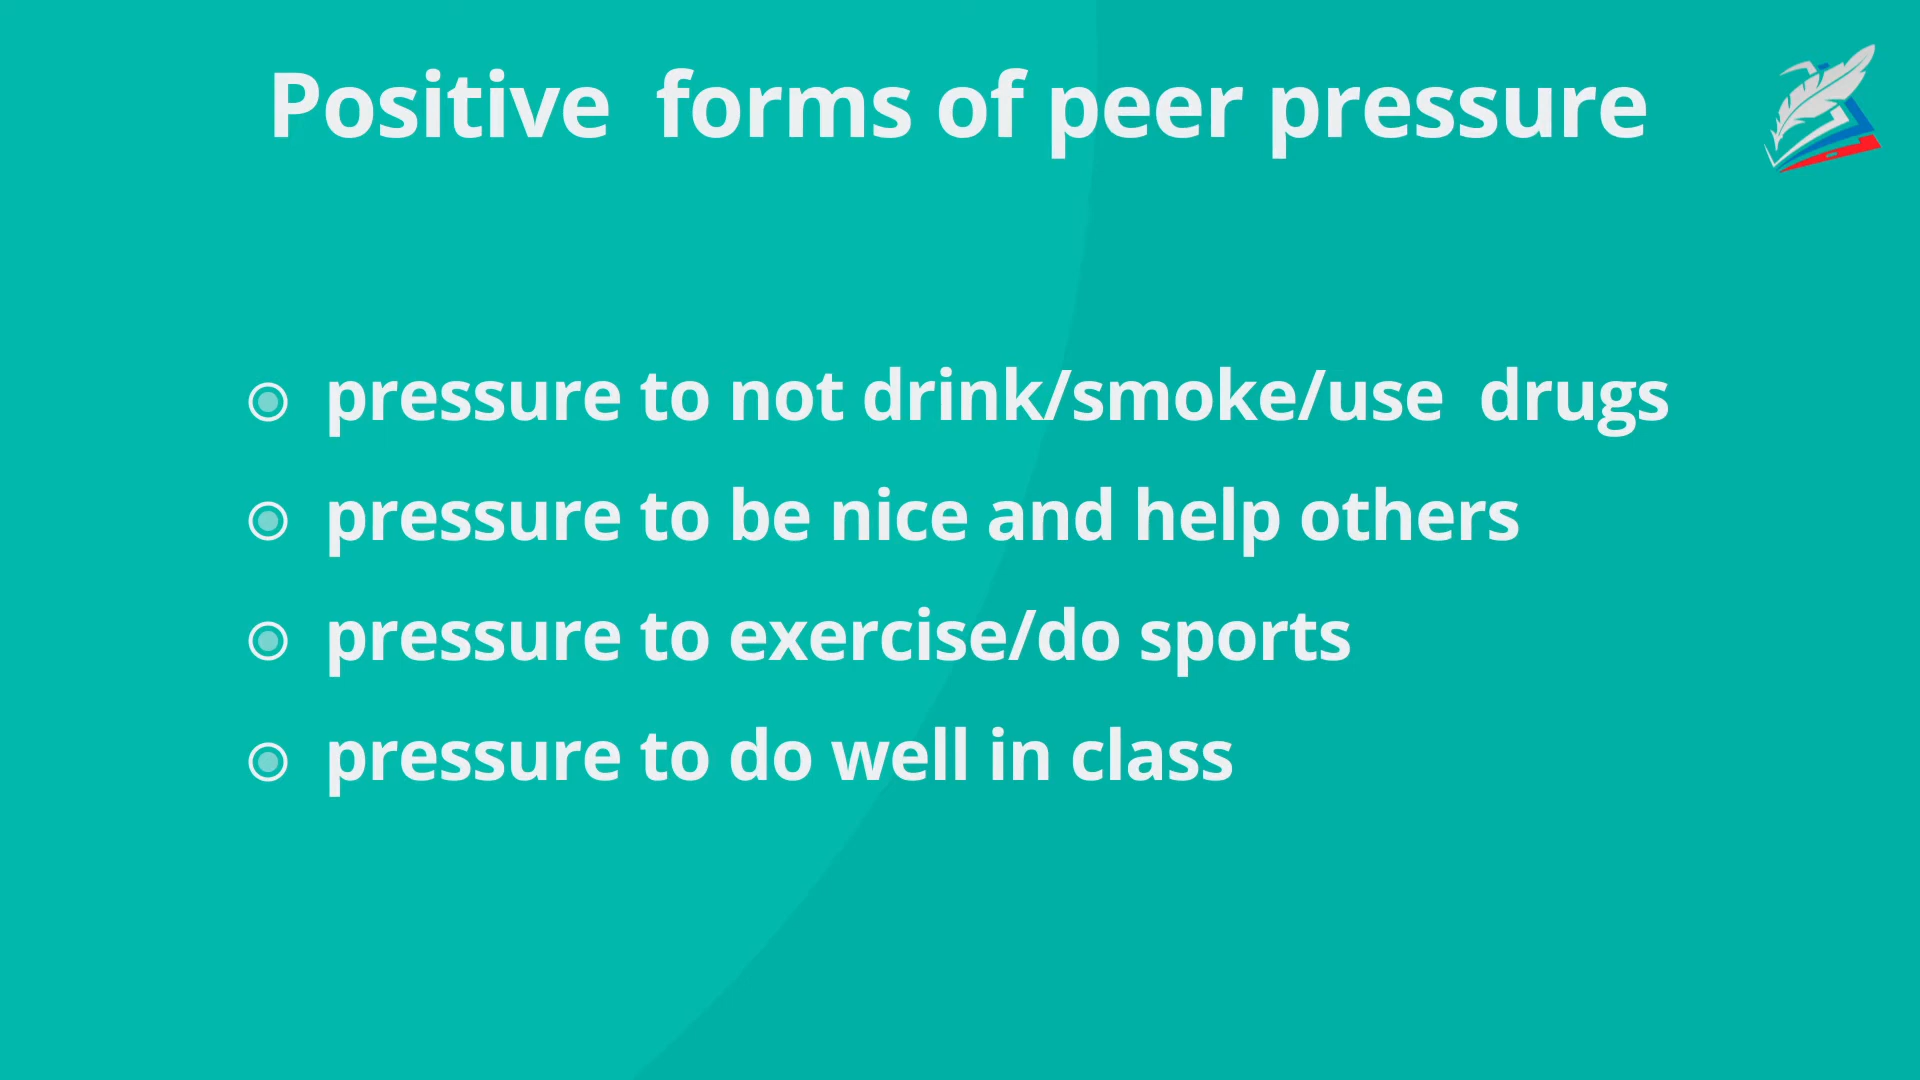 Positive  forms of peer pressure
pressure to not drink/smoke/use  drugs
pressure to be nice and help others
pressure to exercise/do sports
pressure to do well in class